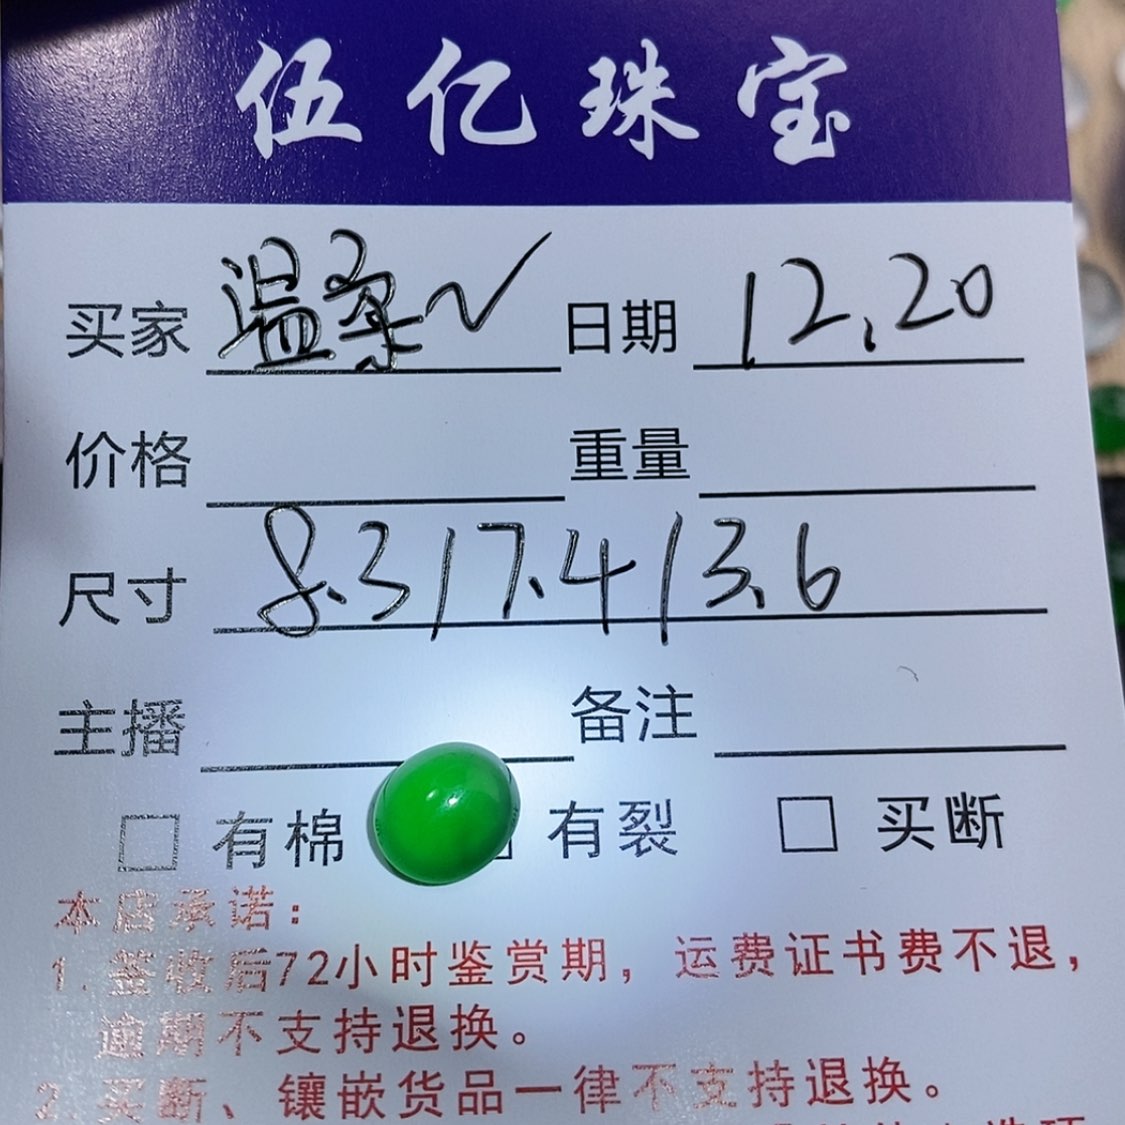 伍亿珠宝
买家 温柔~ 日期 12.20
价格 重量
尺寸 8.3/7.4/3.6
主播 备注
□ 有棉 □ 有裂 □ 买断
本店承诺：
1. 签收后72小时鉴赏期，运费证书费不退，
逾期不支持退换。
2. 买断、镶嵌货品一律不支持退换。